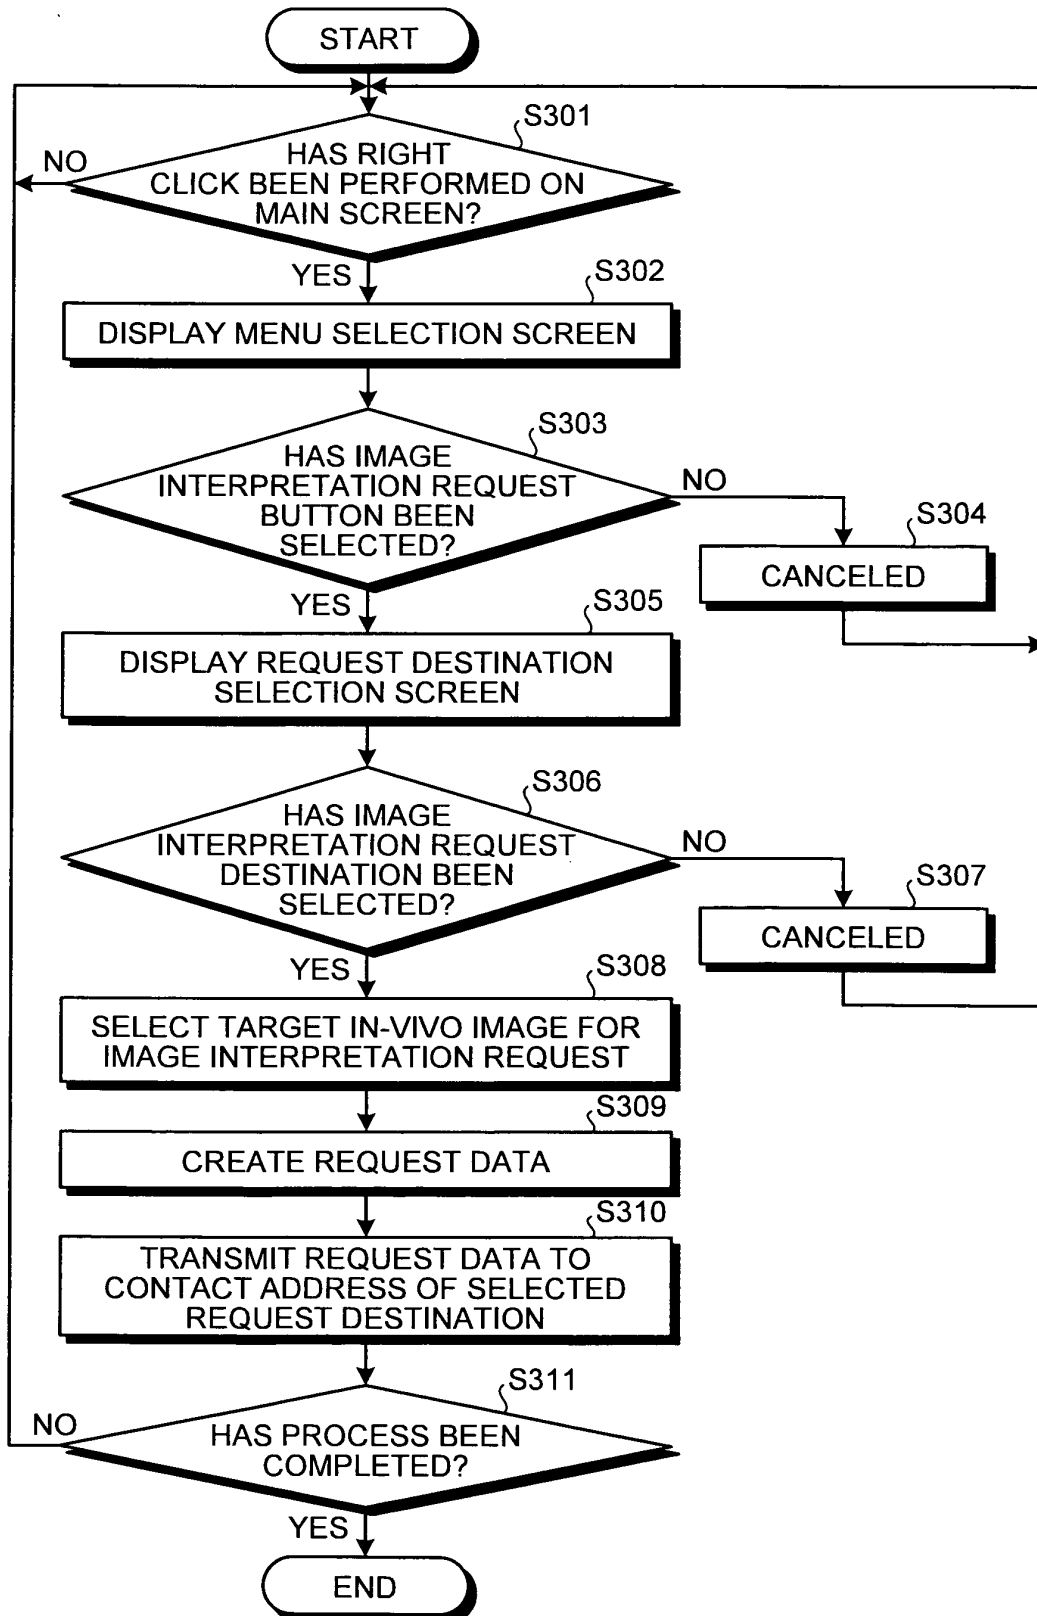 START
S301
NO
HAS RIGHT
CLICK BEEN PERFORMED ON
MAIN SCREEN?
YES
S302
DISPLAY MENU SELECTION SCREEN
S303
HAS IMAGE
INTERPRETATION REQUEST
BUTTON BEEN
SELECTED?
NO
S304
CANCELED
YES
S305
DISPLAY REQUEST DESTINATION
SELECTION SCREEN
S306
HAS IMAGE
INTERPRETATION REQUEST
DESTINATION BEEN
SELECTED?
NO
S307
CANCELED
YES
S308
SELECT TARGET IN-VIVO IMAGE FOR
IMAGE INTERPRETATION REQUEST
S309
CREATE REQUEST DATA
S310
TRANSMIT REQUEST DATA TO
CONTACT ADDRESS OF SELECTED
REQUEST DESTINATION
S311
NO
HAS PROCESS BEEN
COMPLETED?
YES
END